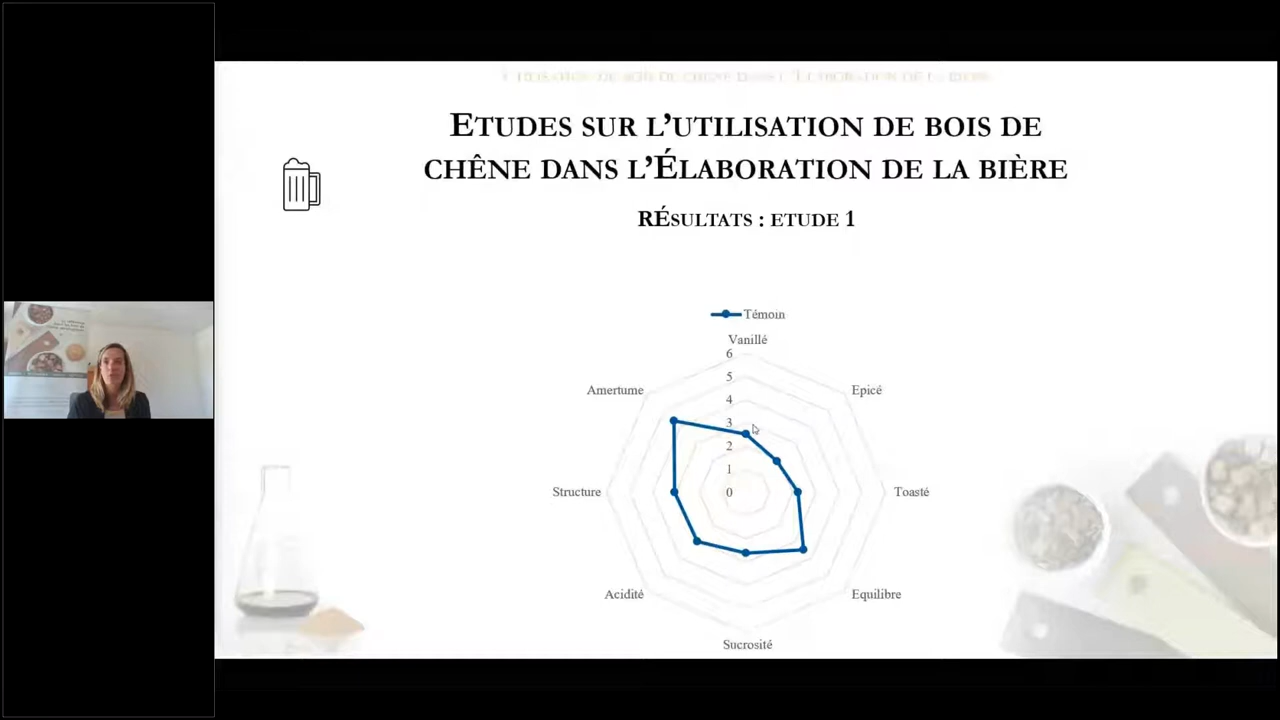 ETUDES SUR L'UTILISATION DE BOIS DE
CHÊNE DANS L'ÉLABORATION DE LA BIÈRE
RÉSULTATS : ETUDE 1
Témoin
Vanillé
6
5
4
3
2
1
0
Epicé
Toasté
Equilibre
Sucrosité
Acidité
Structure
Amertume